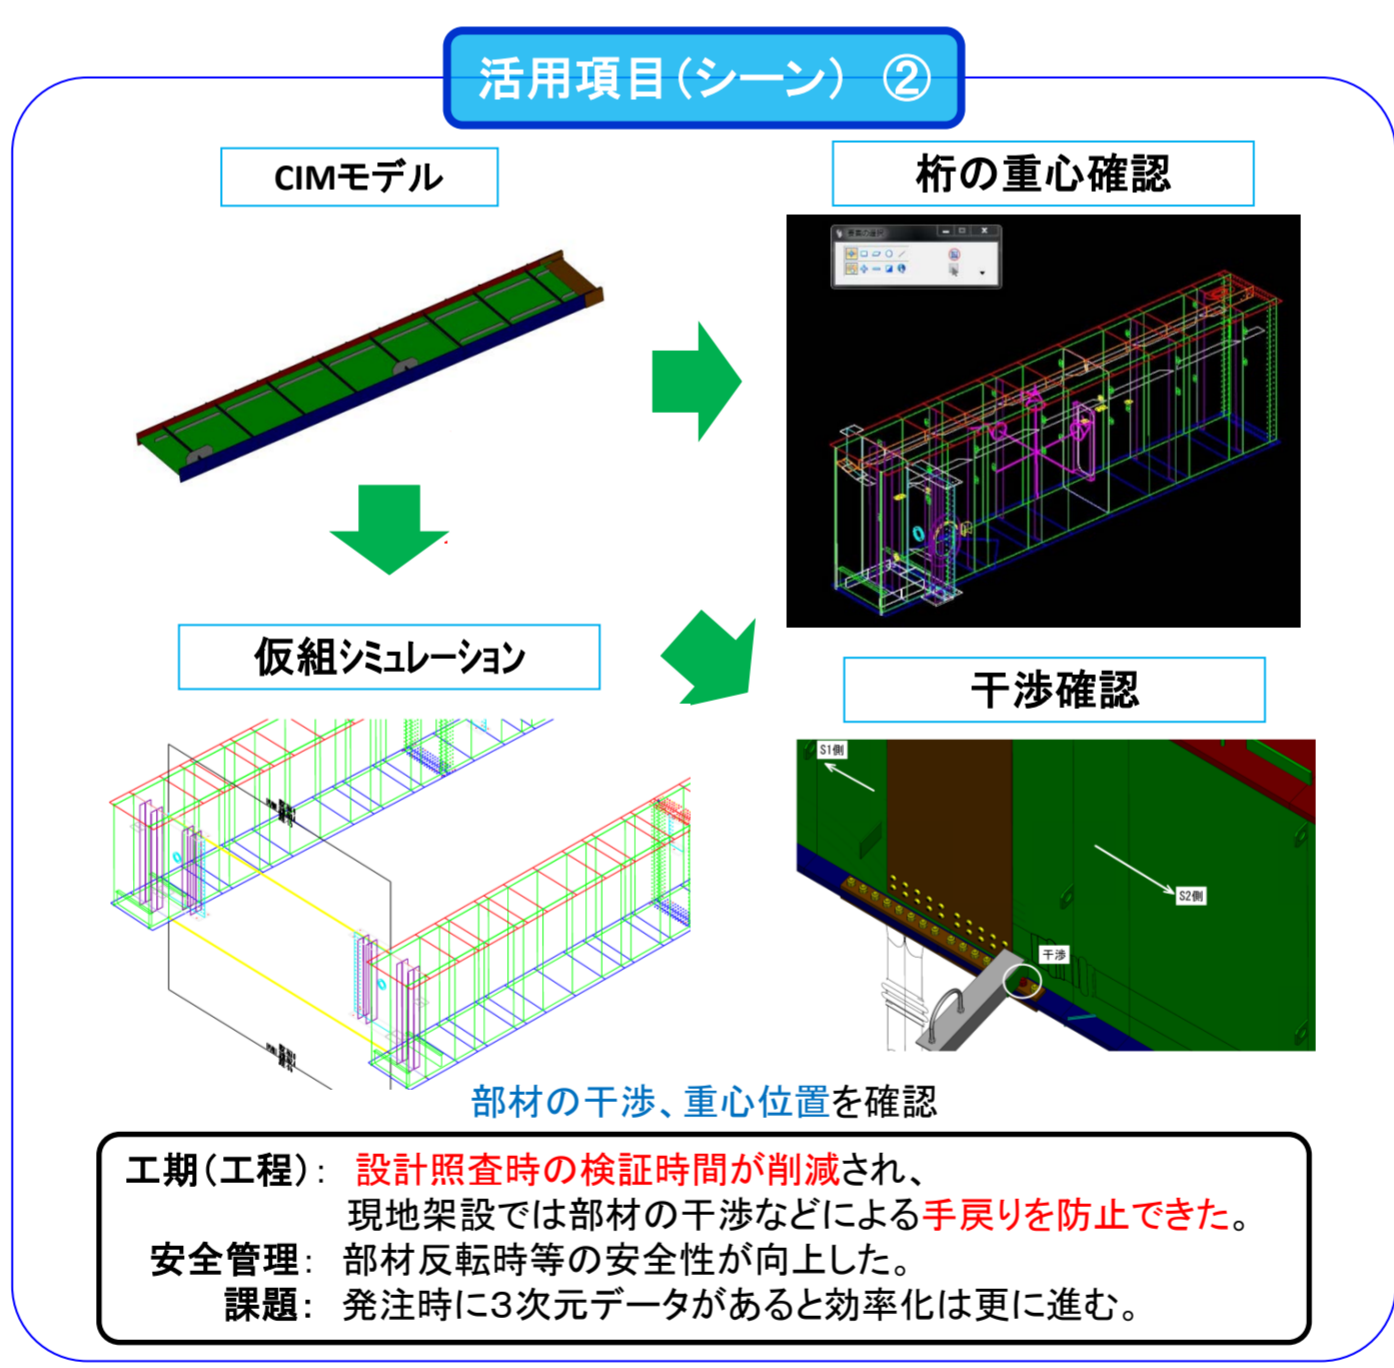 活用項目（シーン） ②
CIMモデル
桁の重心確認
要素の選択
仮組シミュレーション
干渉確認
S1側
S2側
干渉
部材の干渉、重心位置を確認
工期（工程）： 設計照査時の検証時間が削減され、
現地架設では部材の干渉などによる手戻りを防止できた。
安全管理： 部材反転時等の安全性が向上した。
課題： 発注時に３次元データがあると効率化は更に進む。